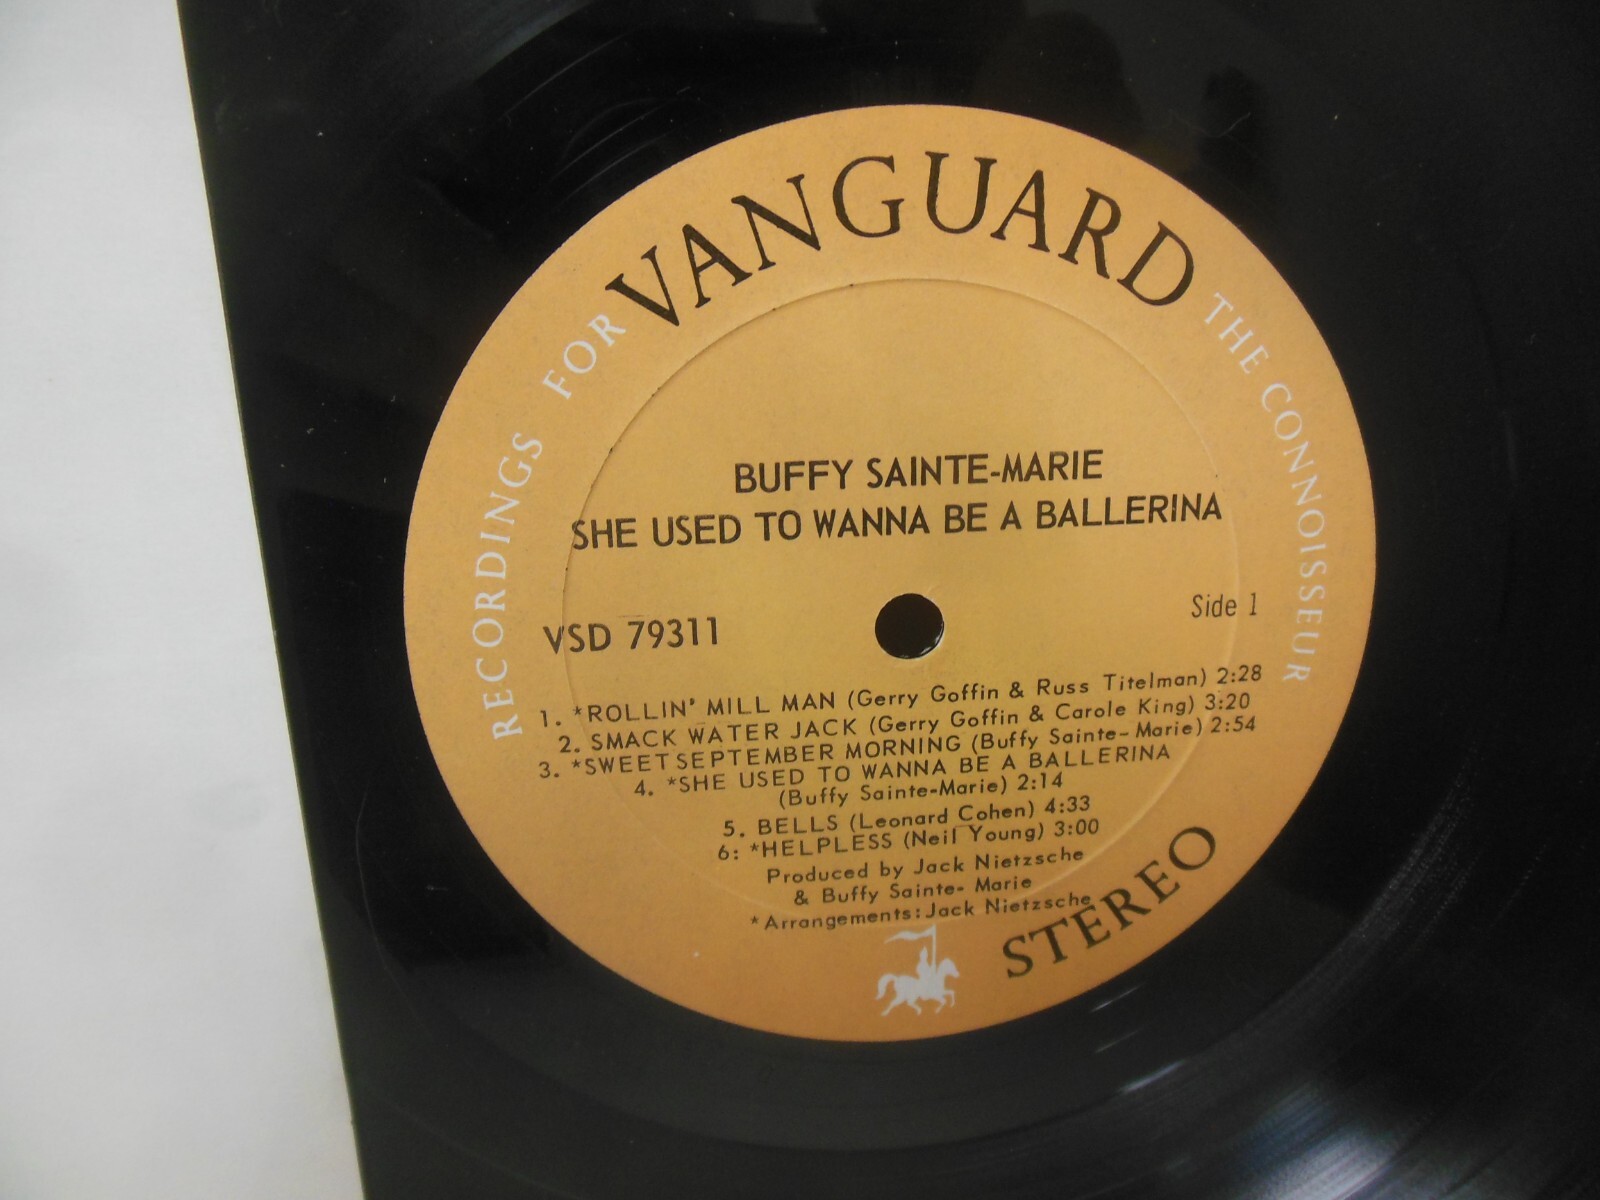 VANGUARD
RECORDINGS FOR THE CONNOISSEUR
BUFFY SAINTE-MARIE
SHE USED TO WANNA BE A BALLERINA
VSD 79311
Side 1
1. *ROLLIN' MILL MAN (Gerry Goffin & Russ Titelman) 2:28
2. SMACK WATER JACK (Gerry Goffin & Carole King) 3:20
3. *SWEET SEPTEMBER MORNING (Buffy Sainte-Marie) 2:54
4. *SHE USED TO WANNA BE A BALLERINA
(Buffy Sainte-Marie) 2:14
5. BELLS (Leonard Cohen) 4:33
6: *HELPLESS (Neil Young) 3:00
Produced by Jack Nietzsche
& Buffy Sainte- Marie
*Arrangements: Jack Nietzsche
STEREO